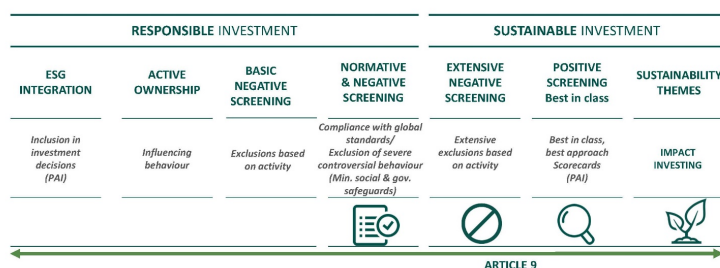 RESPONSIBLE INVESTMENT
SUSTAINABLE INVESTMENT
ESG
INTEGRATION
ACTIVE
OWNERSHIP
BASIC
NEGATIVE
SCREENING
NORMATIVE
& NEGATIVE
SCREENING
EXTENSIVE
NEGATIVE
SCREENING
POSITIVE
SCREENING
Best in class
SUSTAINABILITY
THEMES
Inclusion in
investment
decisions
(PAI)
Influencing
behaviour
Exclusions based
on activity
Compliance with global
standards/
Exclusion of severe
controversial behaviour
(Min. social & gov.
safeguards)
Extensive
exclusions based
on activity
Best in class,
best approach
Scorecards
(PAI)
IMPACT
INVESTING
ARTICLE 9